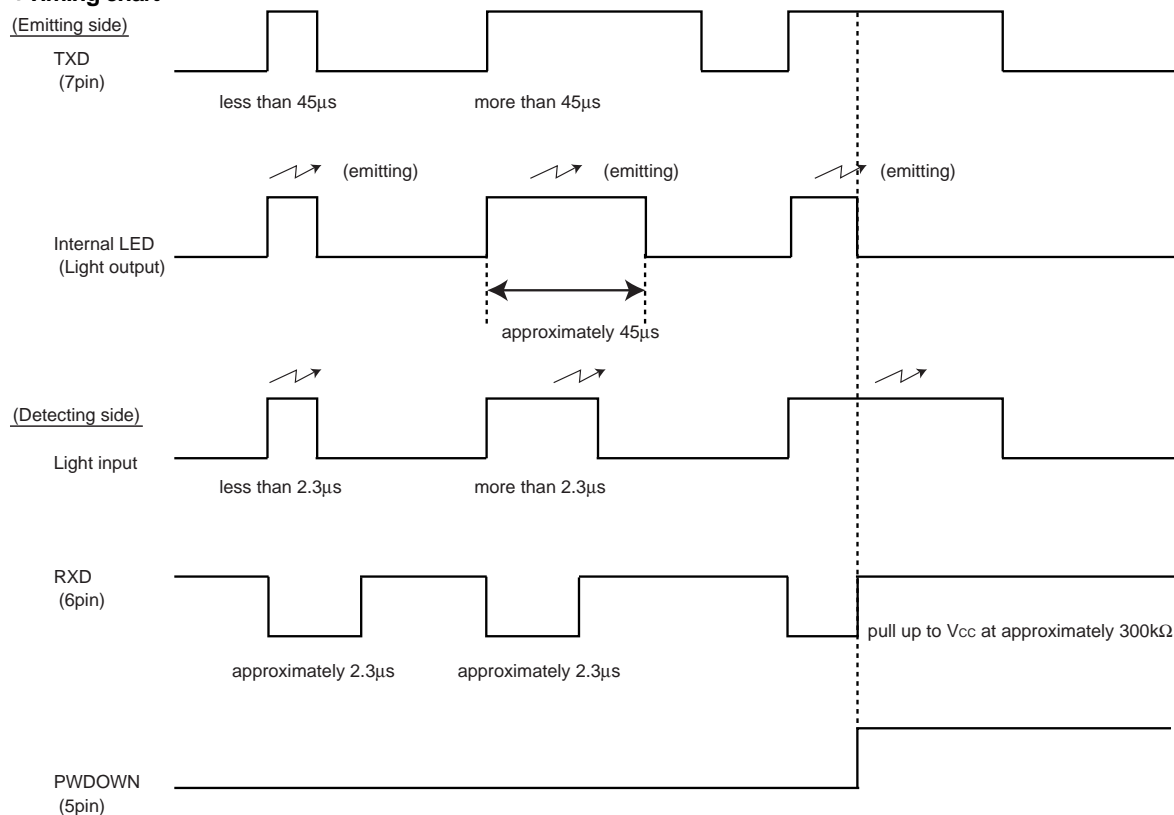 Timing chart
(Emitting side)
TXD
(7pin)
less than 45μs
more than 45μs
(emitting)
(emitting)
(emitting)
Internal LED
(Light output)
approximately 45μs
(Detecting side)
Light input
less than 2.3μs
more than 2.3μs
RXD
(6pin)
pull up to Vcc at approximately 300kΩ
approximately 2.3μs
approximately 2.3μs
PWDOWN
(5pin)